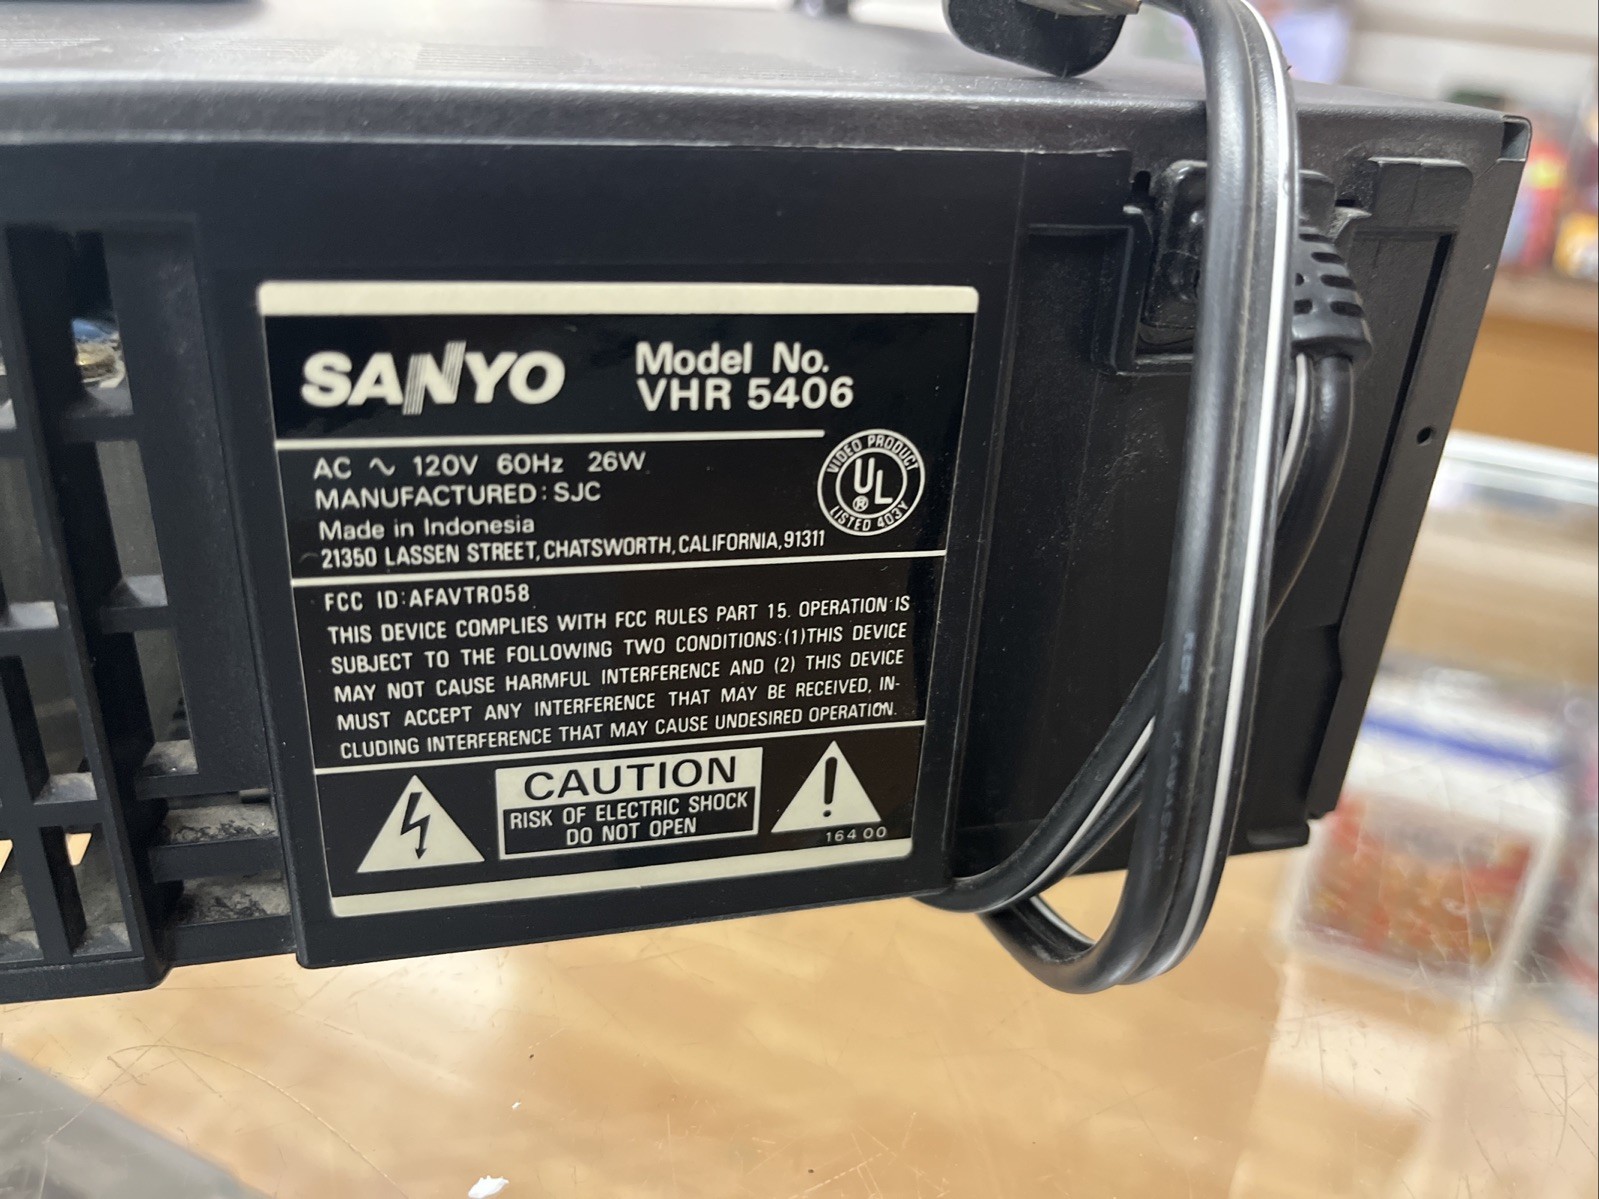 SANYO
Model No.
VHR 5406
AC ∿ 120V 60Hz 26W
MANUFACTURED: SJC
Made in Indonesia
21350 LASSEN STREET, CHATSWORTH, CALIFORNIA, 91311
VIDEO PRODUCT
UL
®
LISTED 403Y
FCC ID: AFAVTR058
THIS DEVICE COMPLIES WITH FCC RULES PART 15. OPERATION IS
SUBJECT TO THE FOLLOWING TWO CONDITIONS: (1) THIS DEVICE
MAY NOT CAUSE HARMFUL INTERFERENCE AND (2) THIS DEVICE
MUST ACCEPT ANY INTERFERENCE THAT MAY BE RECEIVED, IN-
CLUDING INTERFERENCE THAT MAY CAUSE UNDESIRED OPERATION.
CAUTION
RISK OF ELECTRIC SHOCK
DO NOT OPEN
164 00